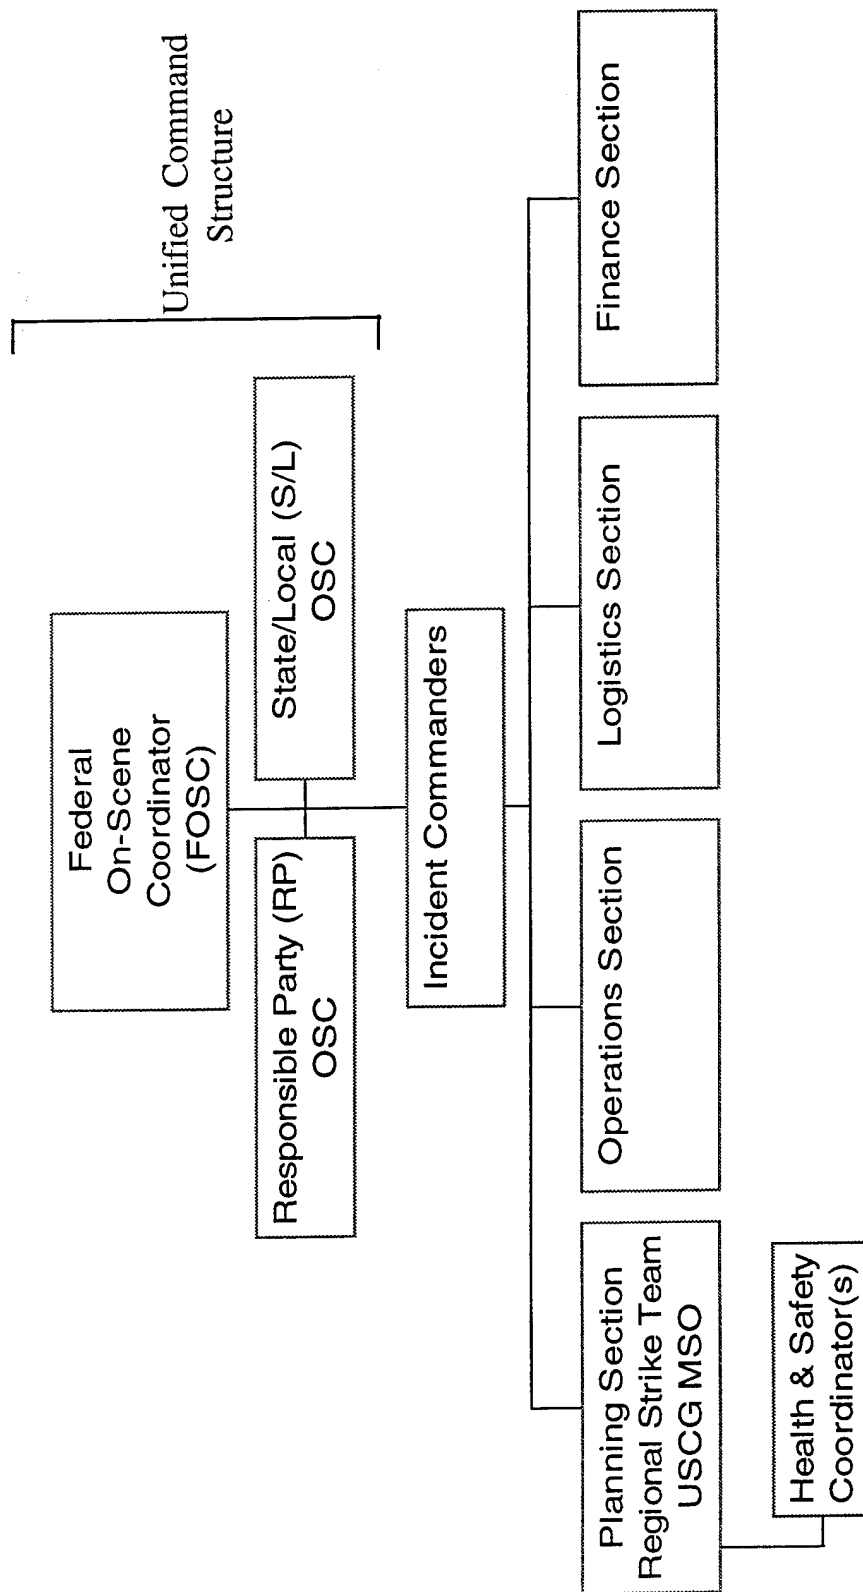 Unified Command
Structure
Federal
On-Scene
Coordinator
(FOSC)
Responsible Party (RP)
OSC
State/Local (S/L)
OSC
Incident Commanders
Planning Section
Regional Strike Team
USCG MSO
Operations Section
Logistics Section
Finance Section
Health & Safety
Coordinator(s)